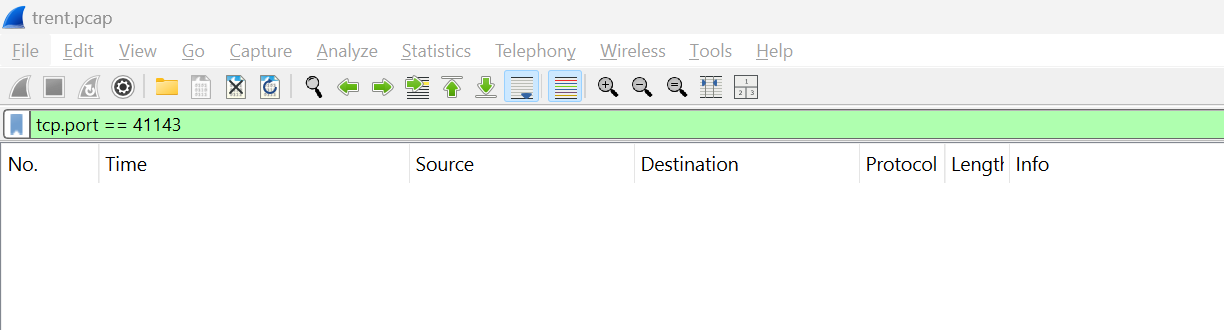 trent.pcap
File Edit View Go Capture Analyze Statistics Telephony Wireless Tools Help
tcp.port == 41143
No. Time Source Destination Protocol Length Info